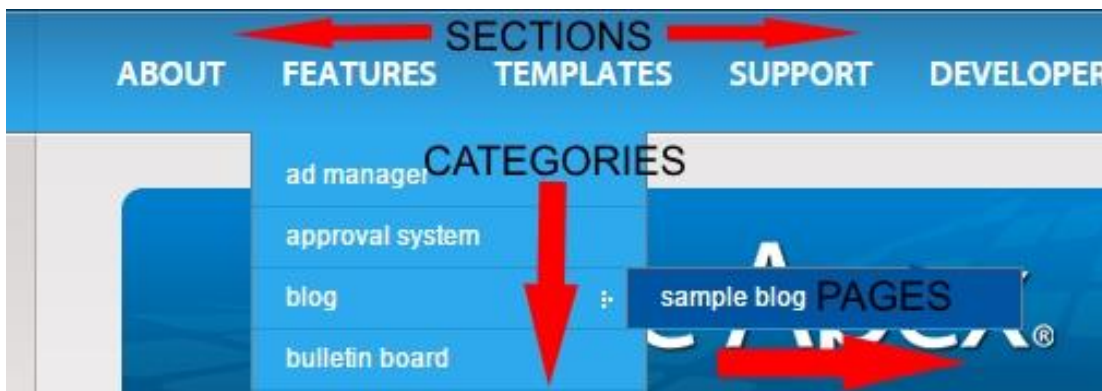 SECTIONS
ABOUT FEATURES TEMPLATES SUPPORT DEVELOPER
CATEGORIES
ad manager
approval system
blog
sample blog PAGES
bulletin board
®